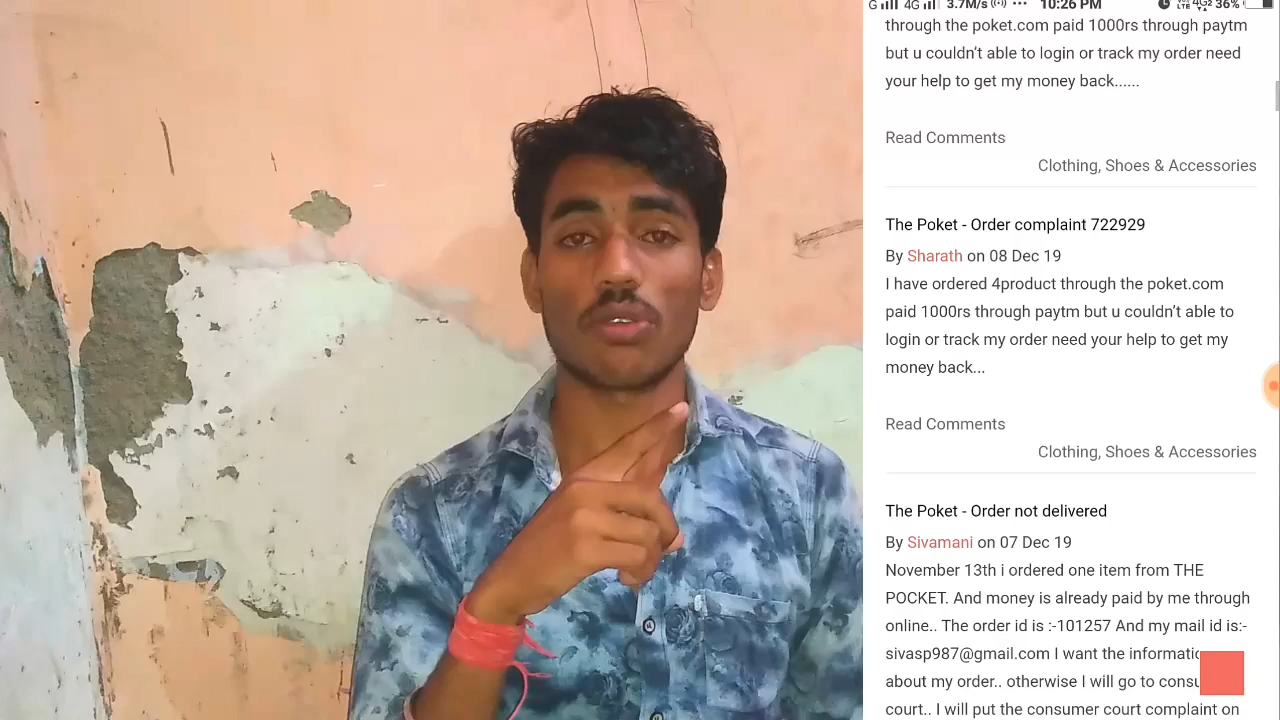 G 4G 3.7M/s ... 10:26 PM 4G2 36%
through the poket.com paid 1000rs through paytm
but u couldn't able to login or track my order need
your help to get my money back......
Read Comments
Clothing, Shoes & Accessories
The Poket - Order complaint 722929
By Sharath on 08 Dec 19
I have ordered 4product through the poket.com
paid 1000rs through paytm but u couldn't able to
login or track my order need your help to get my
money back...
Read Comments
Clothing, Shoes & Accessories
The Poket - Order not delivered
By Sivamani on 07 Dec 19
November 13th i ordered one item from THE
POCKET. And money is already paid by me through
online.. The order id is :-101257 And my mail id is:-
sivasp987@gmail.com I want the
about my order.. otherwise I will go to
court.. I will put the consumer court complaint on